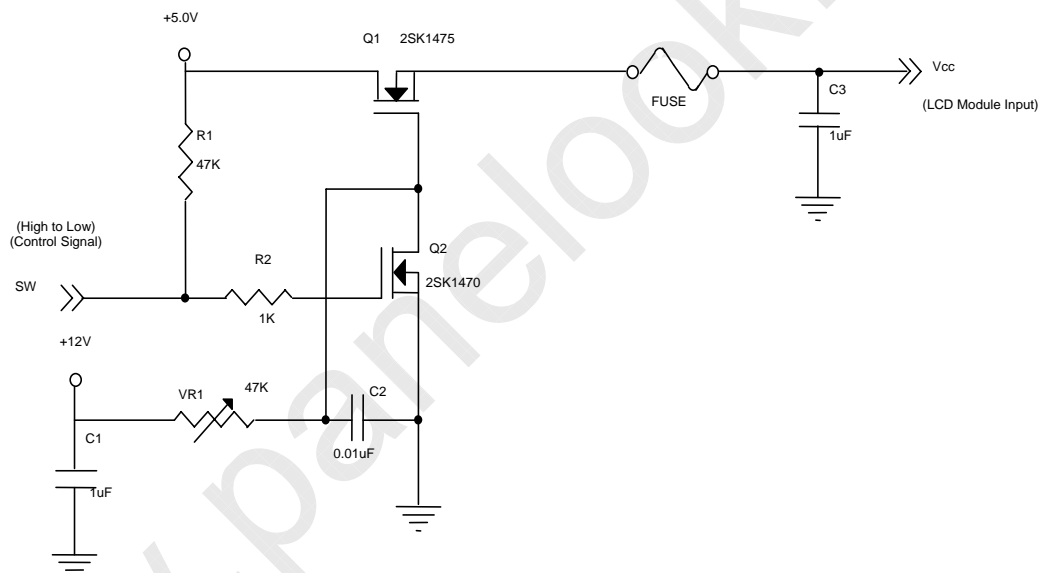 +5.0V
Q1 2SK1475
Vcc
FUSE
C3
(LCD Module Input)
R1
1uF
47K
(High to Low)
(Control Signal)
Q2
R2
2SK1470
SW
1K
+12V
VR1
47K
C2
C1
0.01uF
1uF
panelook